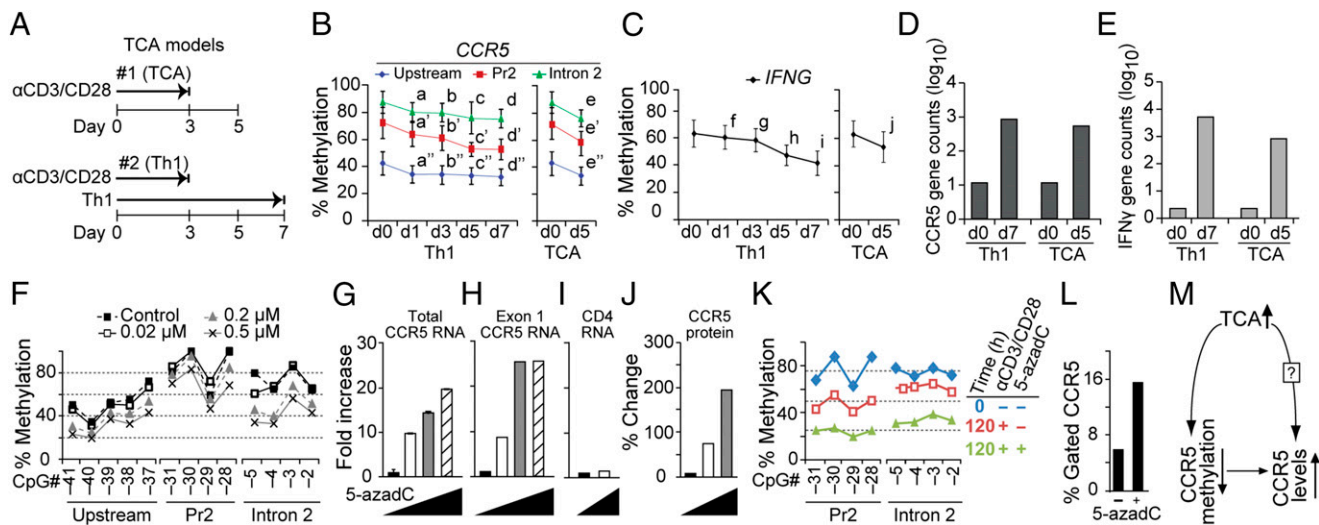 A
TCA models
#1 (TCA)
αCD3/CD28
Day 0 3 5
#2 (Th1)
αCD3/CD28
Th1
Day 0 3 7
B
CCR5
Upstream Pr2 Intron 2
% Methylation
100
80
60
40
20
0
a b c d e
a' b' c' d' e'
a'' b'' c'' d'' e''
d0 d1 d3 d5 d7 d0 d5
Th1 TCA
C
IFNG
% Methylation
100
80
60
40
20
0
f g h i j
d0 d1 d3 d5 d7 d0 d5
Th1 TCA
D
CCR5 gene counts (log10)
4
3
2
1
0
d0 d7 d0 d5
Th1 TCA
E
IFNγ gene counts (log10)
5
4
3
2
1
0
d0 d7 d0 d5
Th1 TCA
F
Control 0.2 µM
0.02 µM 0.5 µM
% Methylation
80
60
40
20
0
CpG# −41 −40 −39 −38 −37 −31 −30 −29 −28 −5 −4 −3 −2
Upstream Pr2 Intron 2
G
Total
CCR5 RNA
Fold increase
30
20
10
0
5-azadC
H
Exon 1
CCR5 RNA
I
CD4
RNA
J
CCR5
protein
% Change
300
200
100
0
K
% Methylation
100
75
50
25
0
CpG# −31 −30 −29 −28 −5 −4 −3 −2
Pr2 Intron 2
Time (h)
αCD3/CD28
5-azadC
0 − −
120 + −
120 + +
L
% Gated CCR5
16
8
0
− +
5-azadC
M
TCA
?
CCR5
methylation
CCR5
levels